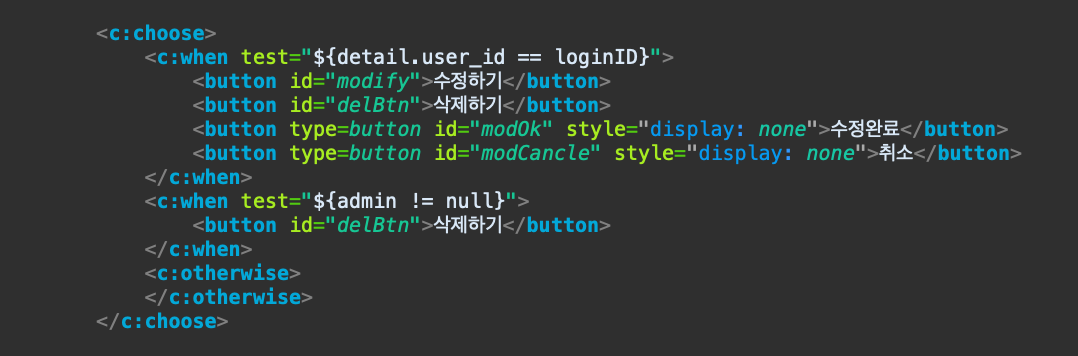 <c:choose>
<c:when test="${detail.user_id == loginID}">
<button id="modify">수정하기</button>
<button id="delBtn">삭제하기</button>
<button type=button id="modOk" style="display: none">수정완료</button>
<button type=button id="modCancle" style="display: none">취소</button>
</c:when>
<c:when test="${admin != null}">
<button id="delBtn">삭제하기</button>
</c:when>
<c:otherwise>
</c:otherwise>
</c:choose>